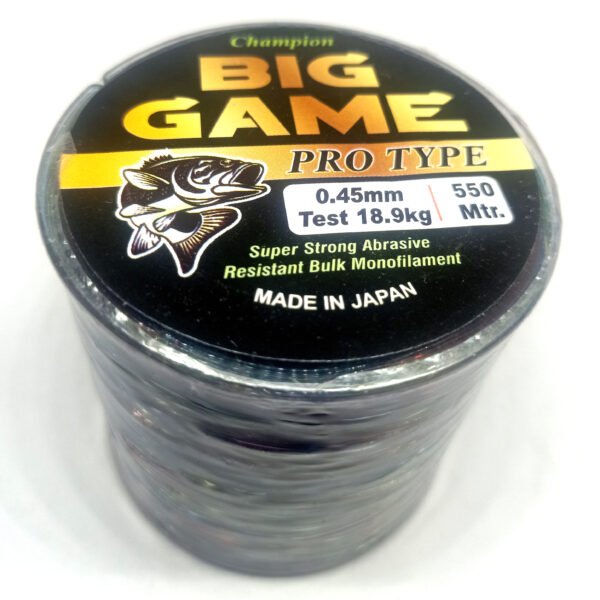 Champion
BIG
GAME
PRO TYPE
0.45mm
Test 18.9kg
550
Mtr.
Super Strong Abrasive
Resistant Bulk Monofilament
MADE IN JAPAN